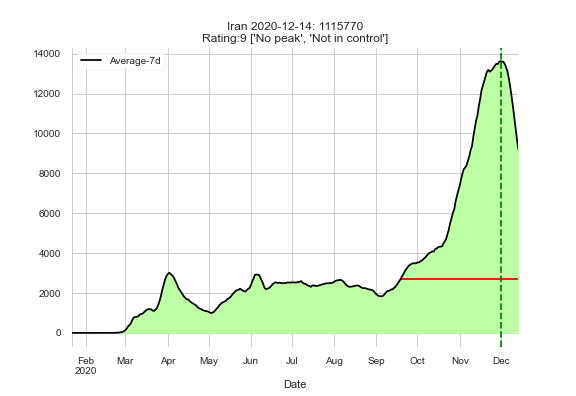 Iran 2020-12-14: 1115770
Rating:9 ['No peak', 'Not in control']
Average-7d
14000
12000
10000
8000
6000
4000
2000
0
Feb Mar Apr May Jun Jul Aug Sep Oct Nov Dec
2020
Date